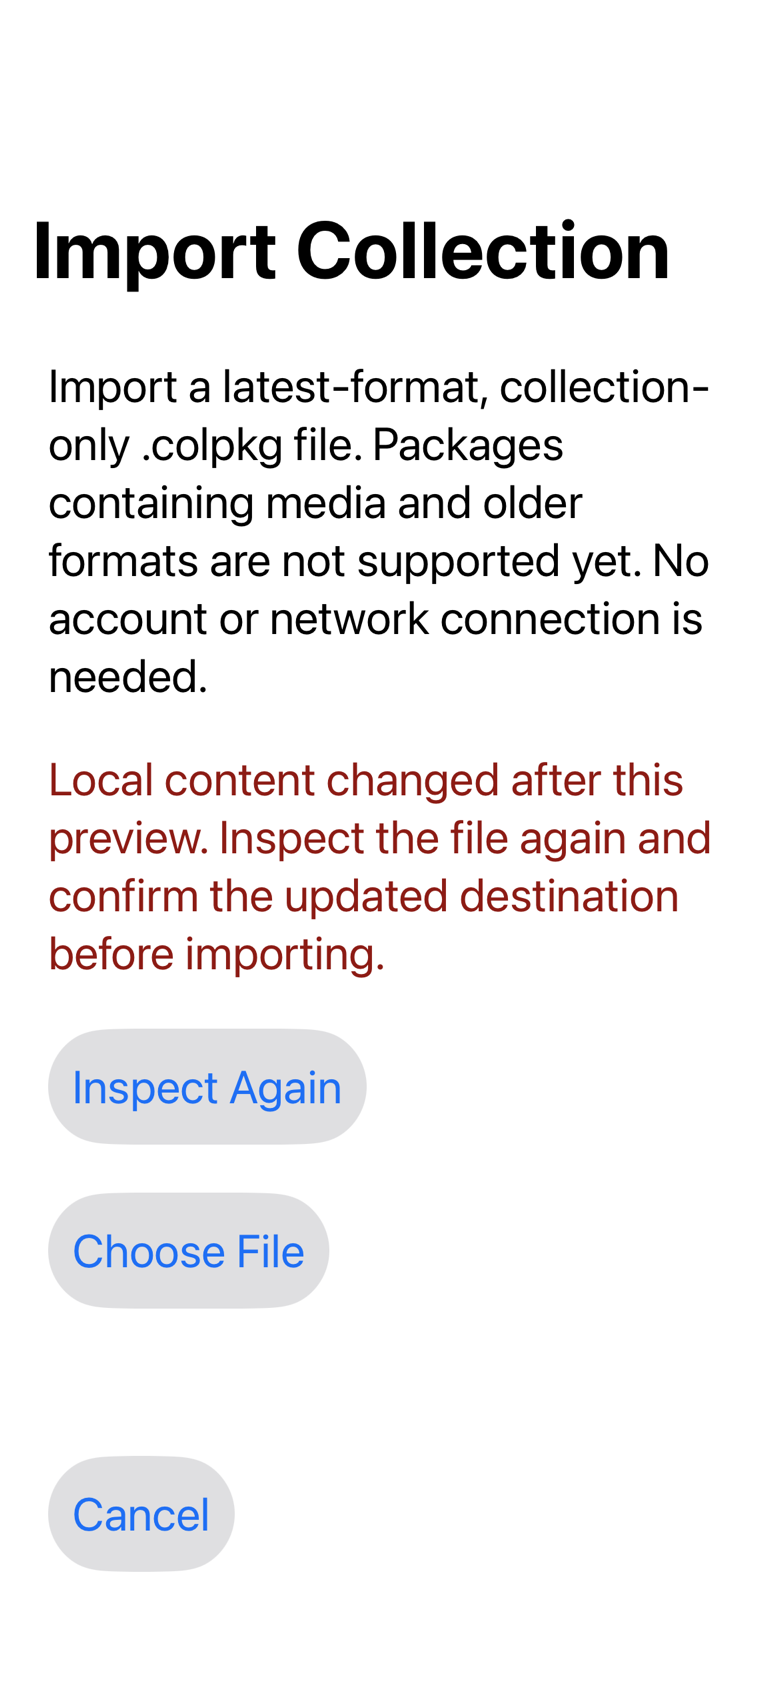 Import Collection
Import a latest-format, collection-
only .colpkg file. Packages
containing media and older
formats are not supported yet. No
account or network connection is
needed.
Local content changed after this
preview. Inspect the file again and
confirm the updated destination
before importing.
Inspect Again
Choose File
Cancel